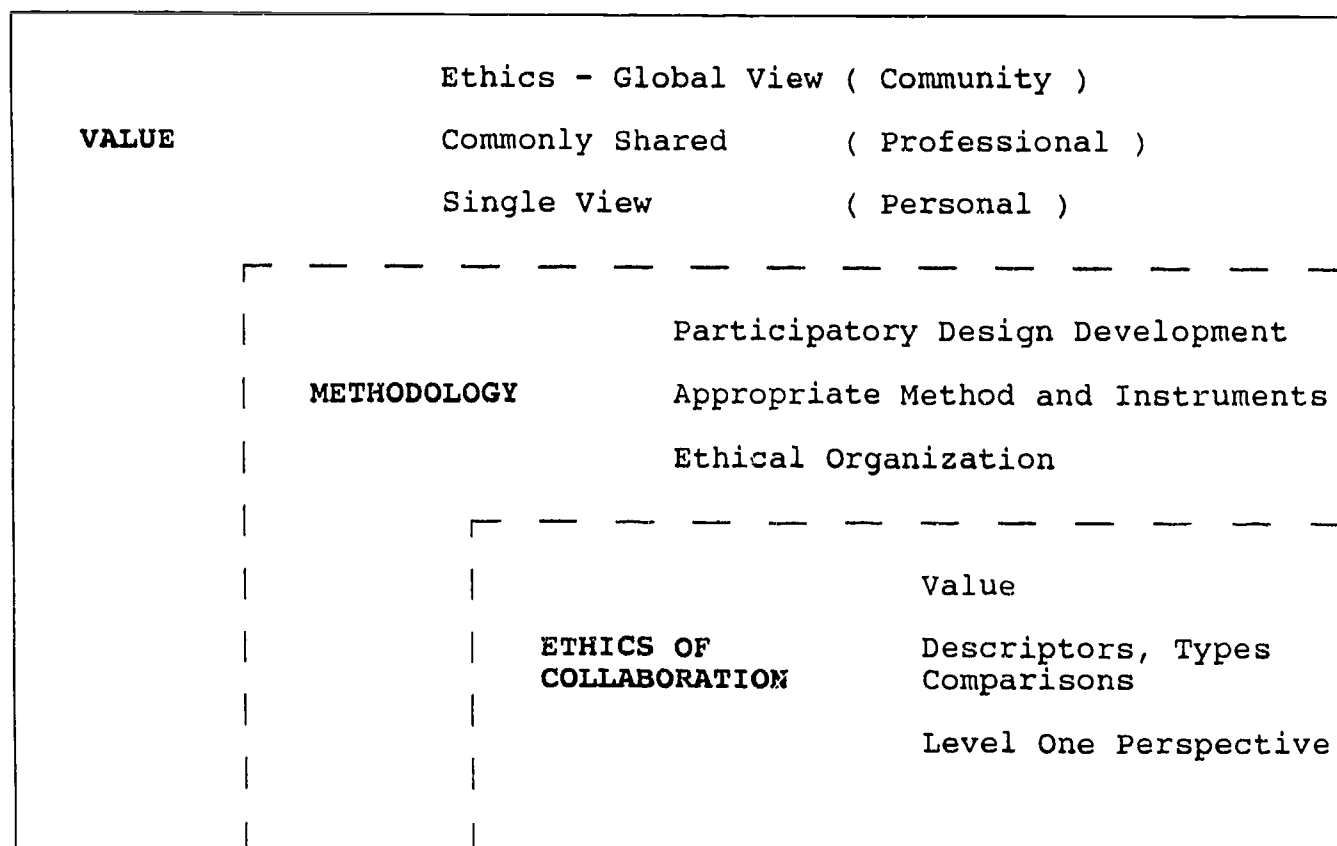 Ethics - Global View ( Community )
VALUE Commonly Shared ( Professional )
Single View ( Personal )
Participatory Design Development
METHODOLOGY Appropriate Method and Instruments
Ethical Organization
Value
ETHICS OF Descriptors, Types
COLLABORATION Comparisons
Level One Perspective